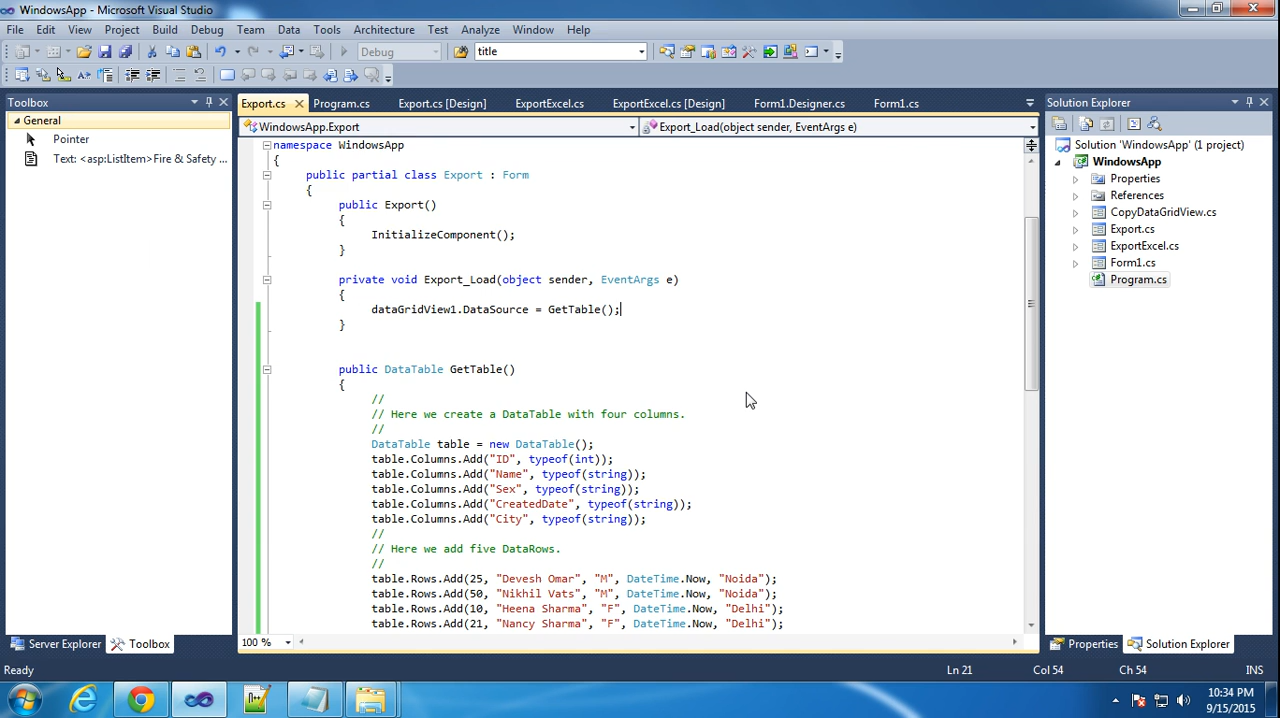 WindowsApp - Microsoft Visual Studio
File Edit View Project Build Debug Team Data Tools Architecture Test Analyze Window Help
Debug title
Toolbox
General
Pointer
Text: <asp:ListItem>Fire & Safety ...
Export.cs Program.cs Export.cs [Design] ExportExcel.cs ExportExcel.cs [Design] Form1.Designer.cs Form1.cs
WindowsApp.Export Export_Load(object sender, EventArgs e)
namespace WindowsApp
{
public partial class Export : Form
{
public Export()
{
InitializeComponent();
}
private void Export_Load(object sender, EventArgs e)
{
dataGridView1.DataSource = GetTable();
}
public DataTable GetTable()
{
//
// Here we create a DataTable with four columns.
//
DataTable table = new DataTable();
table.Columns.Add("ID", typeof(int));
table.Columns.Add("Name", typeof(string));
table.Columns.Add("Sex", typeof(string));
table.Columns.Add("CreatedDate", typeof(string));
table.Columns.Add("City", typeof(string));
//
// Here we add five DataRows.
//
table.Rows.Add(25, "Devesh Omar", "M", DateTime.Now, "Noida");
table.Rows.Add(50, "Nikhil Vats", "M", DateTime.Now, "Noida");
table.Rows.Add(10, "Heena Sharma", "F", DateTime.Now, "Delhi");
table.Rows.Add(21, "Nancy Sharma", "F", DateTime.Now, "Delhi");
100 %
Solution Explorer
Solution 'WindowsApp' (1 project)
WindowsApp
Properties
References
CopyDataGridView.cs
Export.cs
ExportExcel.cs
Form1.cs
Program.cs
Server Explorer Toolbox
Properties Solution Explorer
Ready Ln 21 Col 54 Ch 54 INS
10:34 PM
9/15/2015